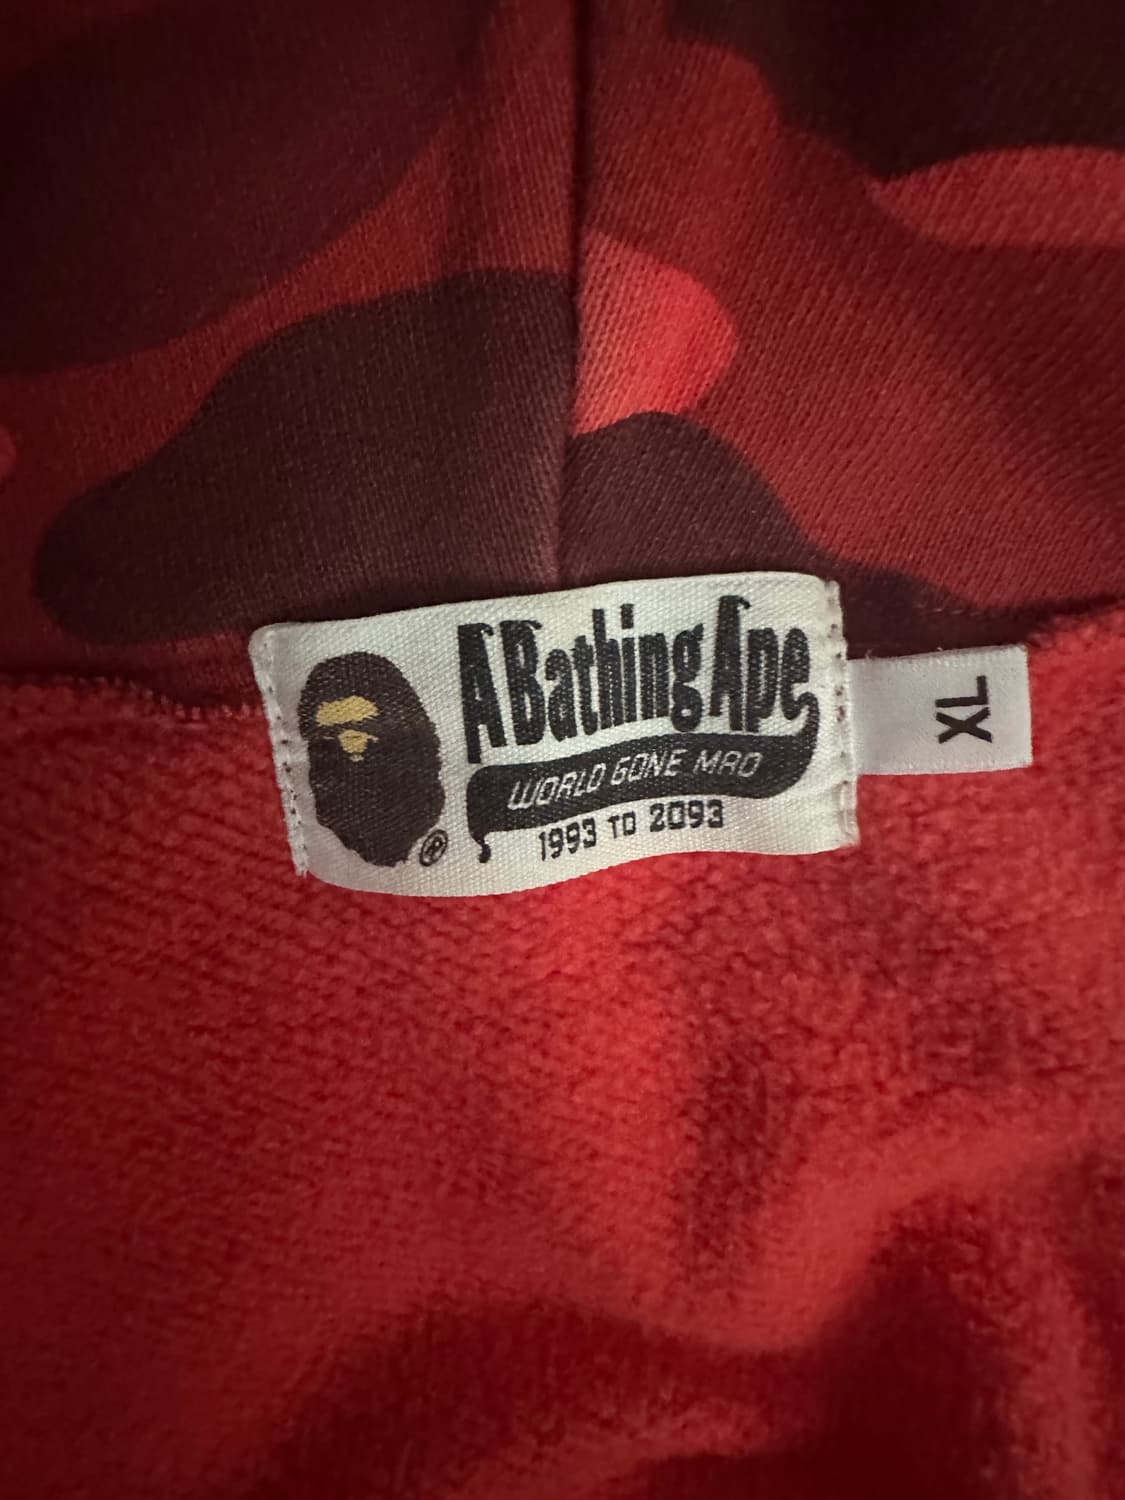 A Bathing Ape
WORLD GONE MAD
1993 TO 2093
®
XL